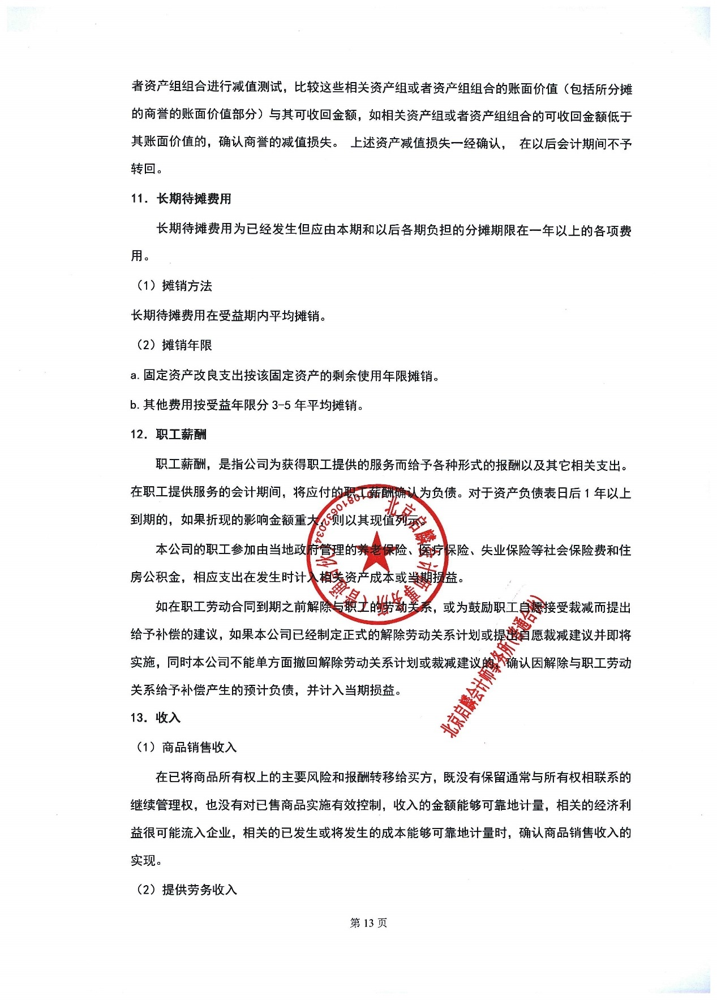 者资产组组合进行减值测试，比较这些相关资产组或者资产组组合的账面价值（包括所分摊
的商誉的账面价值部分）与其可收回金额，如相关资产组或者资产组组合的可收回金额低于
其账面价值的，确认商誉的减值损失。 上述资产减值损失一经确认， 在以后会计期间不予
转回。
11．长期待摊费用
长期待摊费用为已经发生但应由本期和以后各期负担的分摊期限在一年以上的各项费
用。
（1）摊销方法
长期待摊费用在受益期内平均摊销。
（2）摊销年限
a.固定资产改良支出按该固定资产的剩余使用年限摊销。
b.其他费用按受益年限分 3-5 年平均摊销。
12．职工薪酬
职工薪酬，是指公司为获得职工提供的服务而给予各种形式的报酬以及其它相关支出。
在职工提供服务的会计期间，将应付的职工薪酬确认为负债。对于资产负债表日后 1 年以上
到期的，如果折现的影响金额重大，则以其现值列示。
本公司的职工参加由当地政府管理的养老保险、医疗保险、失业保险等社会保险费和住
房公积金，相应支出在发生时计入相关资产成本或当期损益。
如在职工劳动合同到期之前解除与职工的劳动关系，或为鼓励职工自愿接受裁减而提出
给予补偿的建议，如果本公司已经制定正式的解除劳动关系计划或提出自愿裁减建议并即将
实施，同时本公司不能单方面撤回解除劳动关系计划或裁减建议的，确认因解除与职工劳动
关系给予补偿产生的预计负债，并计入当期损益。
13．收入
（1）商品销售收入
在已将商品所有权上的主要风险和报酬转移给买方，既没有保留通常与所有权相联系的
继续管理权，也没有对已售商品实施有效控制，收入的金额能够可靠地计量，相关的经济利
益很可能流入企业，相关的已发生或将发生的成本能够可靠地计量时，确认商品销售收入的
实现。
（2）提供劳务收入
第 13 页
北京启麟会计师事务所（普通合伙）
110108106322034
北京启麟会计师事务所(普通合伙)